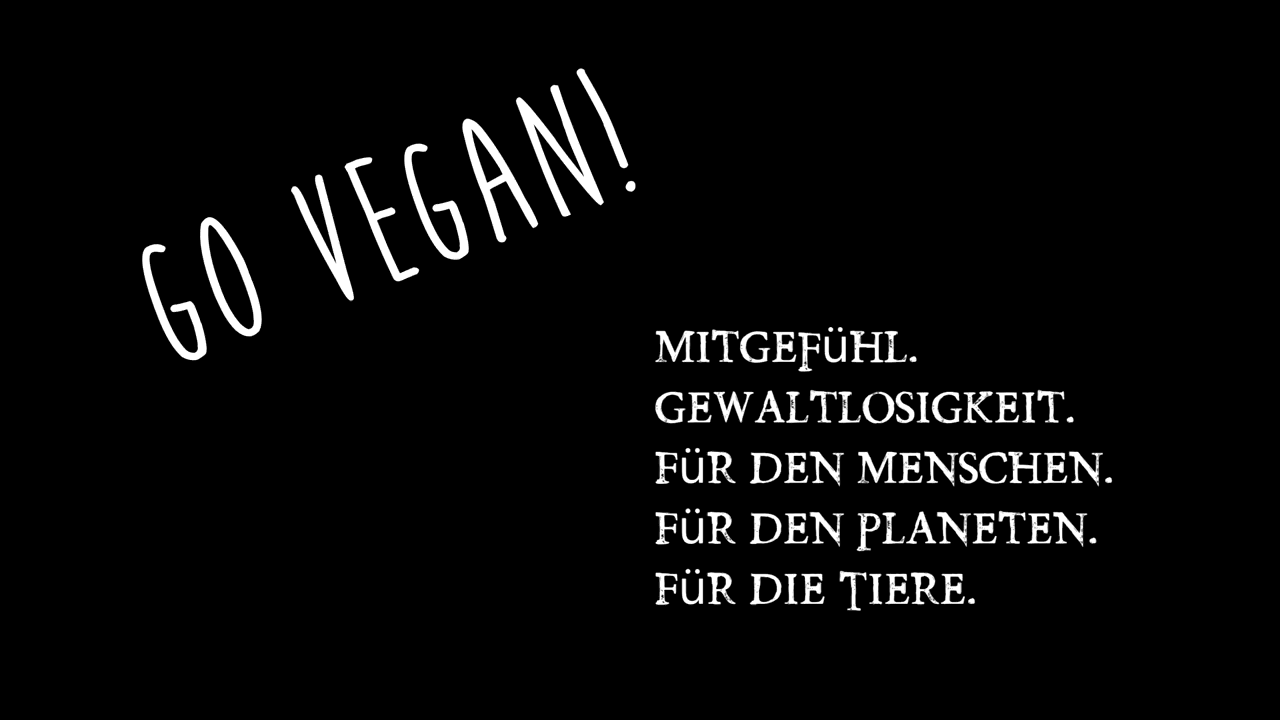 GO VEGAN!
MITGEFÜHL.
GEWALTLOSIGKEIT.
FÜR DEN MENSCHEN.
FÜR DEN PLANETEN.
FÜR DIE TIERE.